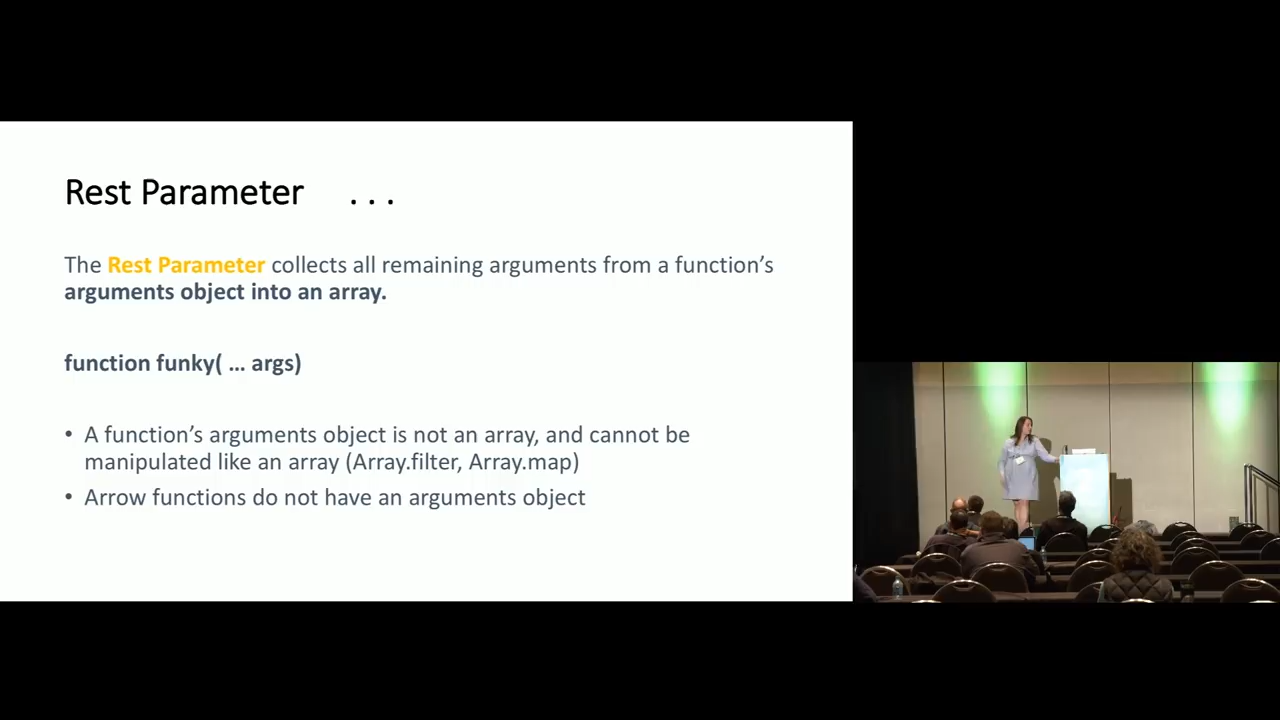 Rest Parameter . . .
The Rest Parameter collects all remaining arguments from a function’s
arguments object into an array.
function funky( … args)
• A function’s arguments object is not an array, and cannot be
manipulated like an array (Array.filter, Array.map)
• Arrow functions do not have an arguments object